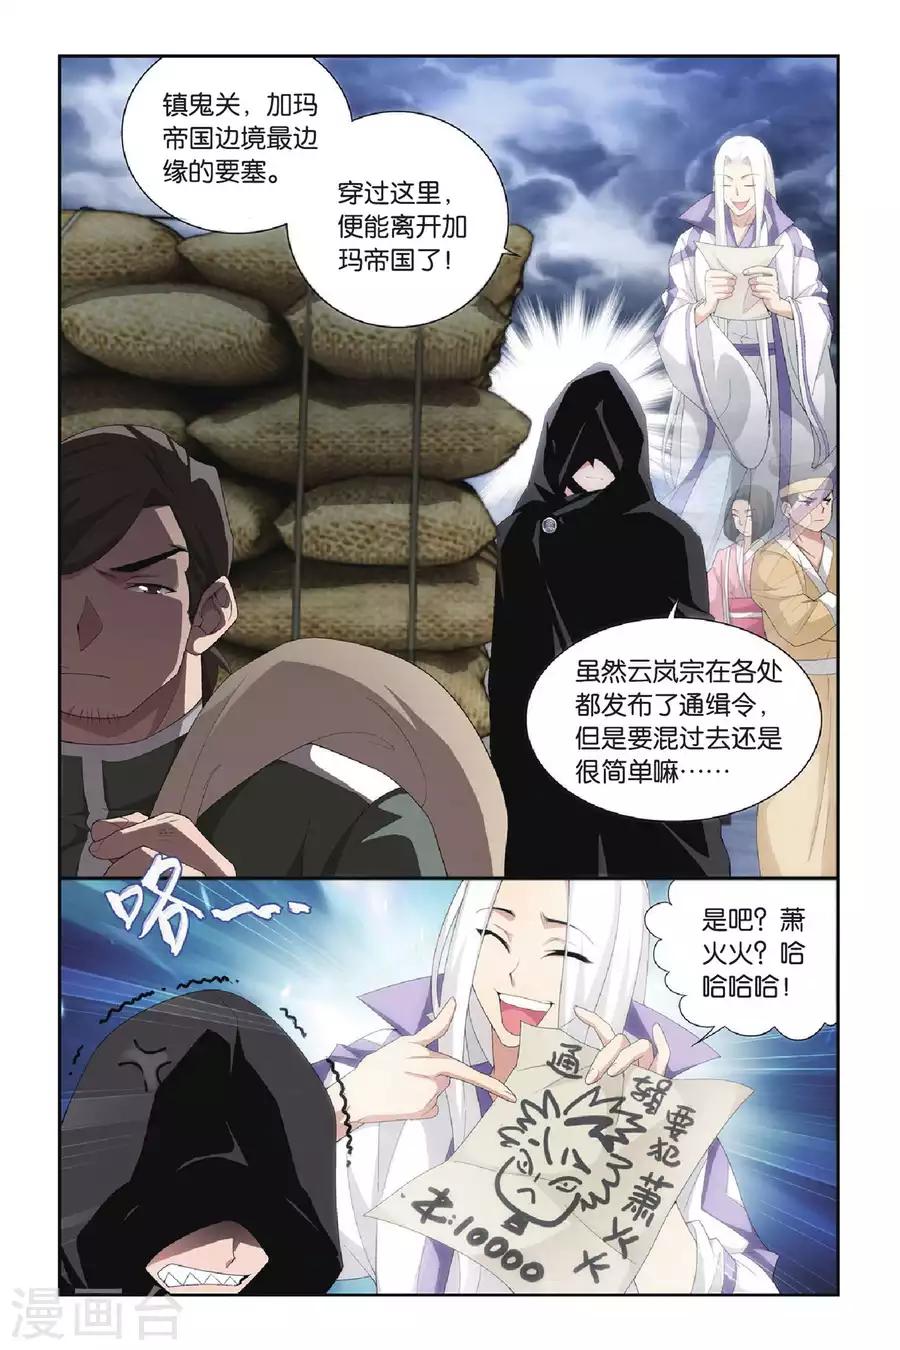 镇鬼关，加玛
帝国边境最边
缘的要塞。
穿过这里，
便能离开加
玛帝国了！
虽然云岚宗在各处
都发布了通缉令，
但是要混过去还是
很简单嘛……
咯~~
是吧？萧
火火？哈
哈哈哈哈！
通缉要犯萧火火
10000
漫画台